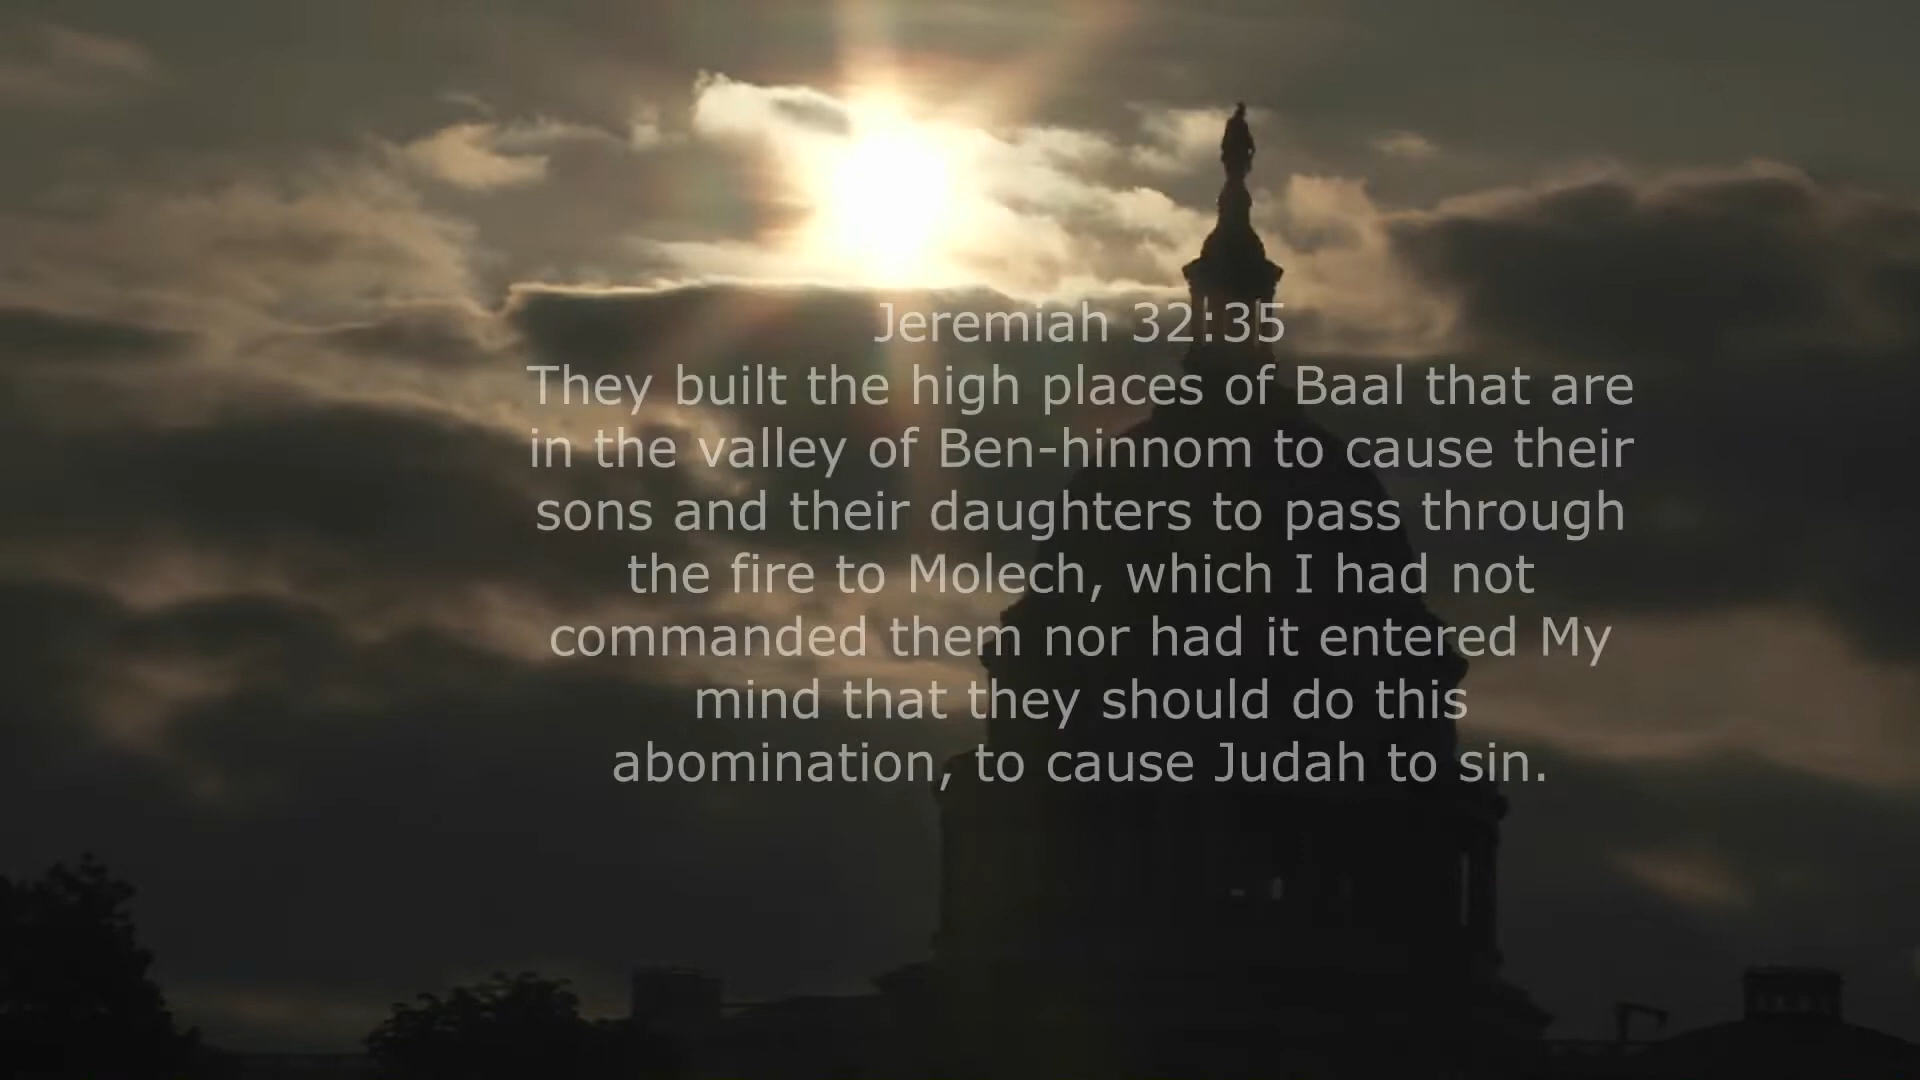 Jeremiah 32:35
They built the high places of Baal that are
in the valley of Ben-hinnom to cause their
sons and their daughters to pass through
the fire to Molech, which I had not
commanded them nor had it entered My
mind that they should do this
abomination, to cause Judah to sin.